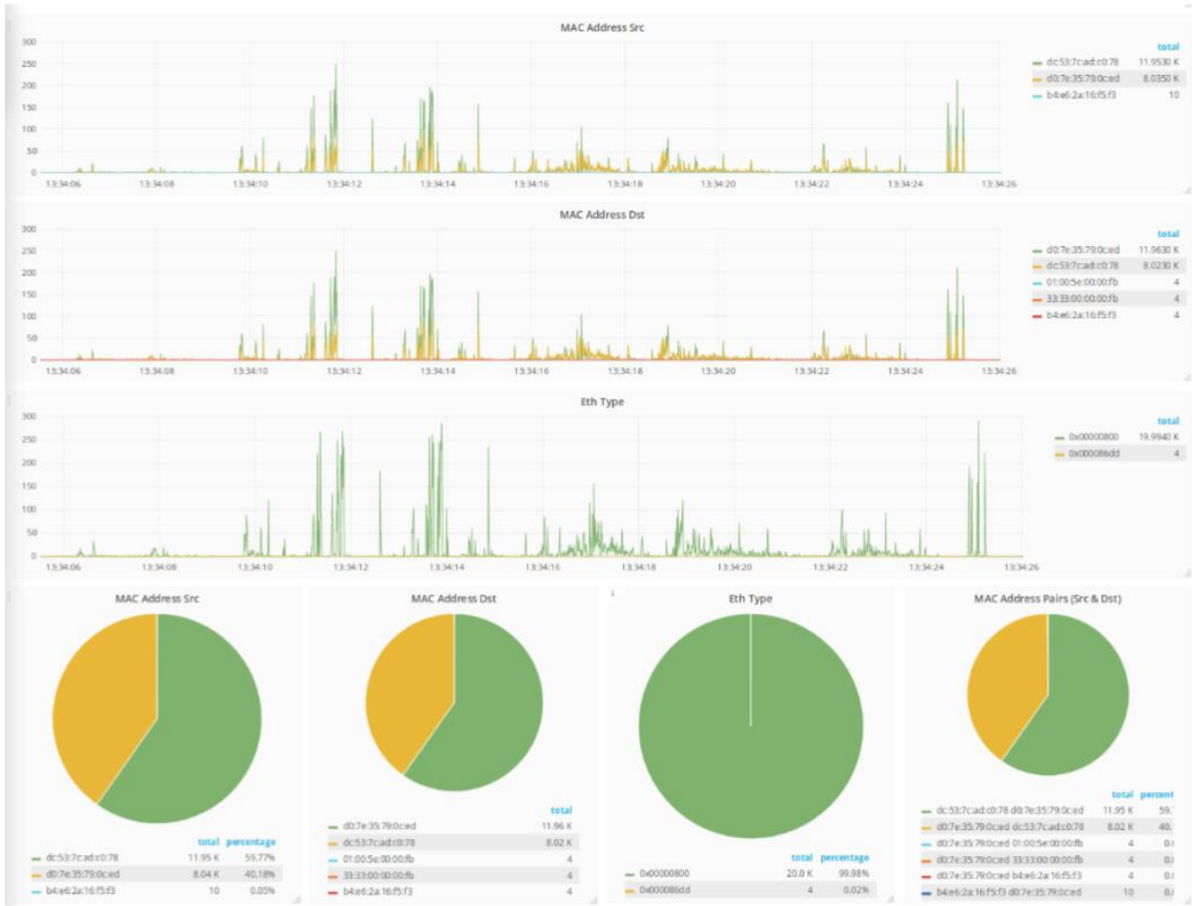 MAC Address Src
total
300
250
200
150
100
50
0
dc:53:7c:ad:c0:78 11.9530 K
d0:7e:35:79:0c:ed 8.0350 K
b4:e6:2a:16:f5:f3 10
13:34:06 13:34:08 13:34:10 13:34:12 13:34:14 13:34:16 13:34:18 13:34:20 13:34:22 13:34:24 13:34:26
MAC Address Dst
total
300
250
200
150
100
50
0
d0:7e:35:79:0c:ed 11.9630 K
dc:53:7c:ad:c0:78 8.0230 K
01:00:5e:00:00:fb 4
33:33:00:00:00:fb 4
b4:e6:2a:16:f5:f3 4
13:34:06 13:34:08 13:34:10 13:34:12 13:34:14 13:34:16 13:34:18 13:34:20 13:34:22 13:34:24 13:34:26
Eth Type
total
300
250
200
150
100
50
0
0x00000800 19.9940 K
0x000086dd 4
13:34:06 13:34:08 13:34:10 13:34:12 13:34:14 13:34:16 13:34:18 13:34:20 13:34:22 13:34:24 13:34:26
MAC Address Src
total percentage
dc:53:7c:ad:c0:78 11.95 K 59.77%
d0:7e:35:79:0c:ed 8.04 K 40.18%
b4:e6:2a:16:f5:f3 10 0.05%
MAC Address Dst
total
d0:7e:35:79:0c:ed 11.96 K
dc:53:7c:ad:c0:78 8.02 K
01:00:5e:00:00:fb 4
33:33:00:00:00:fb 4
b4:e6:2a:16:f5:f3 4
i
Eth Type
total percentage
0x00000800 20.0 K 99.98%
0x000086dd 4 0.02%
MAC Address Pairs (Src & Dst)
total percent
dc:53:7c:ad:c0:78 d0:7e:35:79:0c:ed 11.95 K 59.
d0:7e:35:79:0c:ed dc:53:7c:ad:c0:78 8.02 K 40.
d0:7e:35:79:0c:ed 01:00:5e:00:00:fb 4 0.
d0:7e:35:79:0c:ed 33:33:00:00:00:fb 4 0.
d0:7e:35:79:0c:ed b4:e6:2a:16:f5:f3 4 0.
b4:e6:2a:16:f5:f3 d0:7e:35:79:0c:ed 10 0.